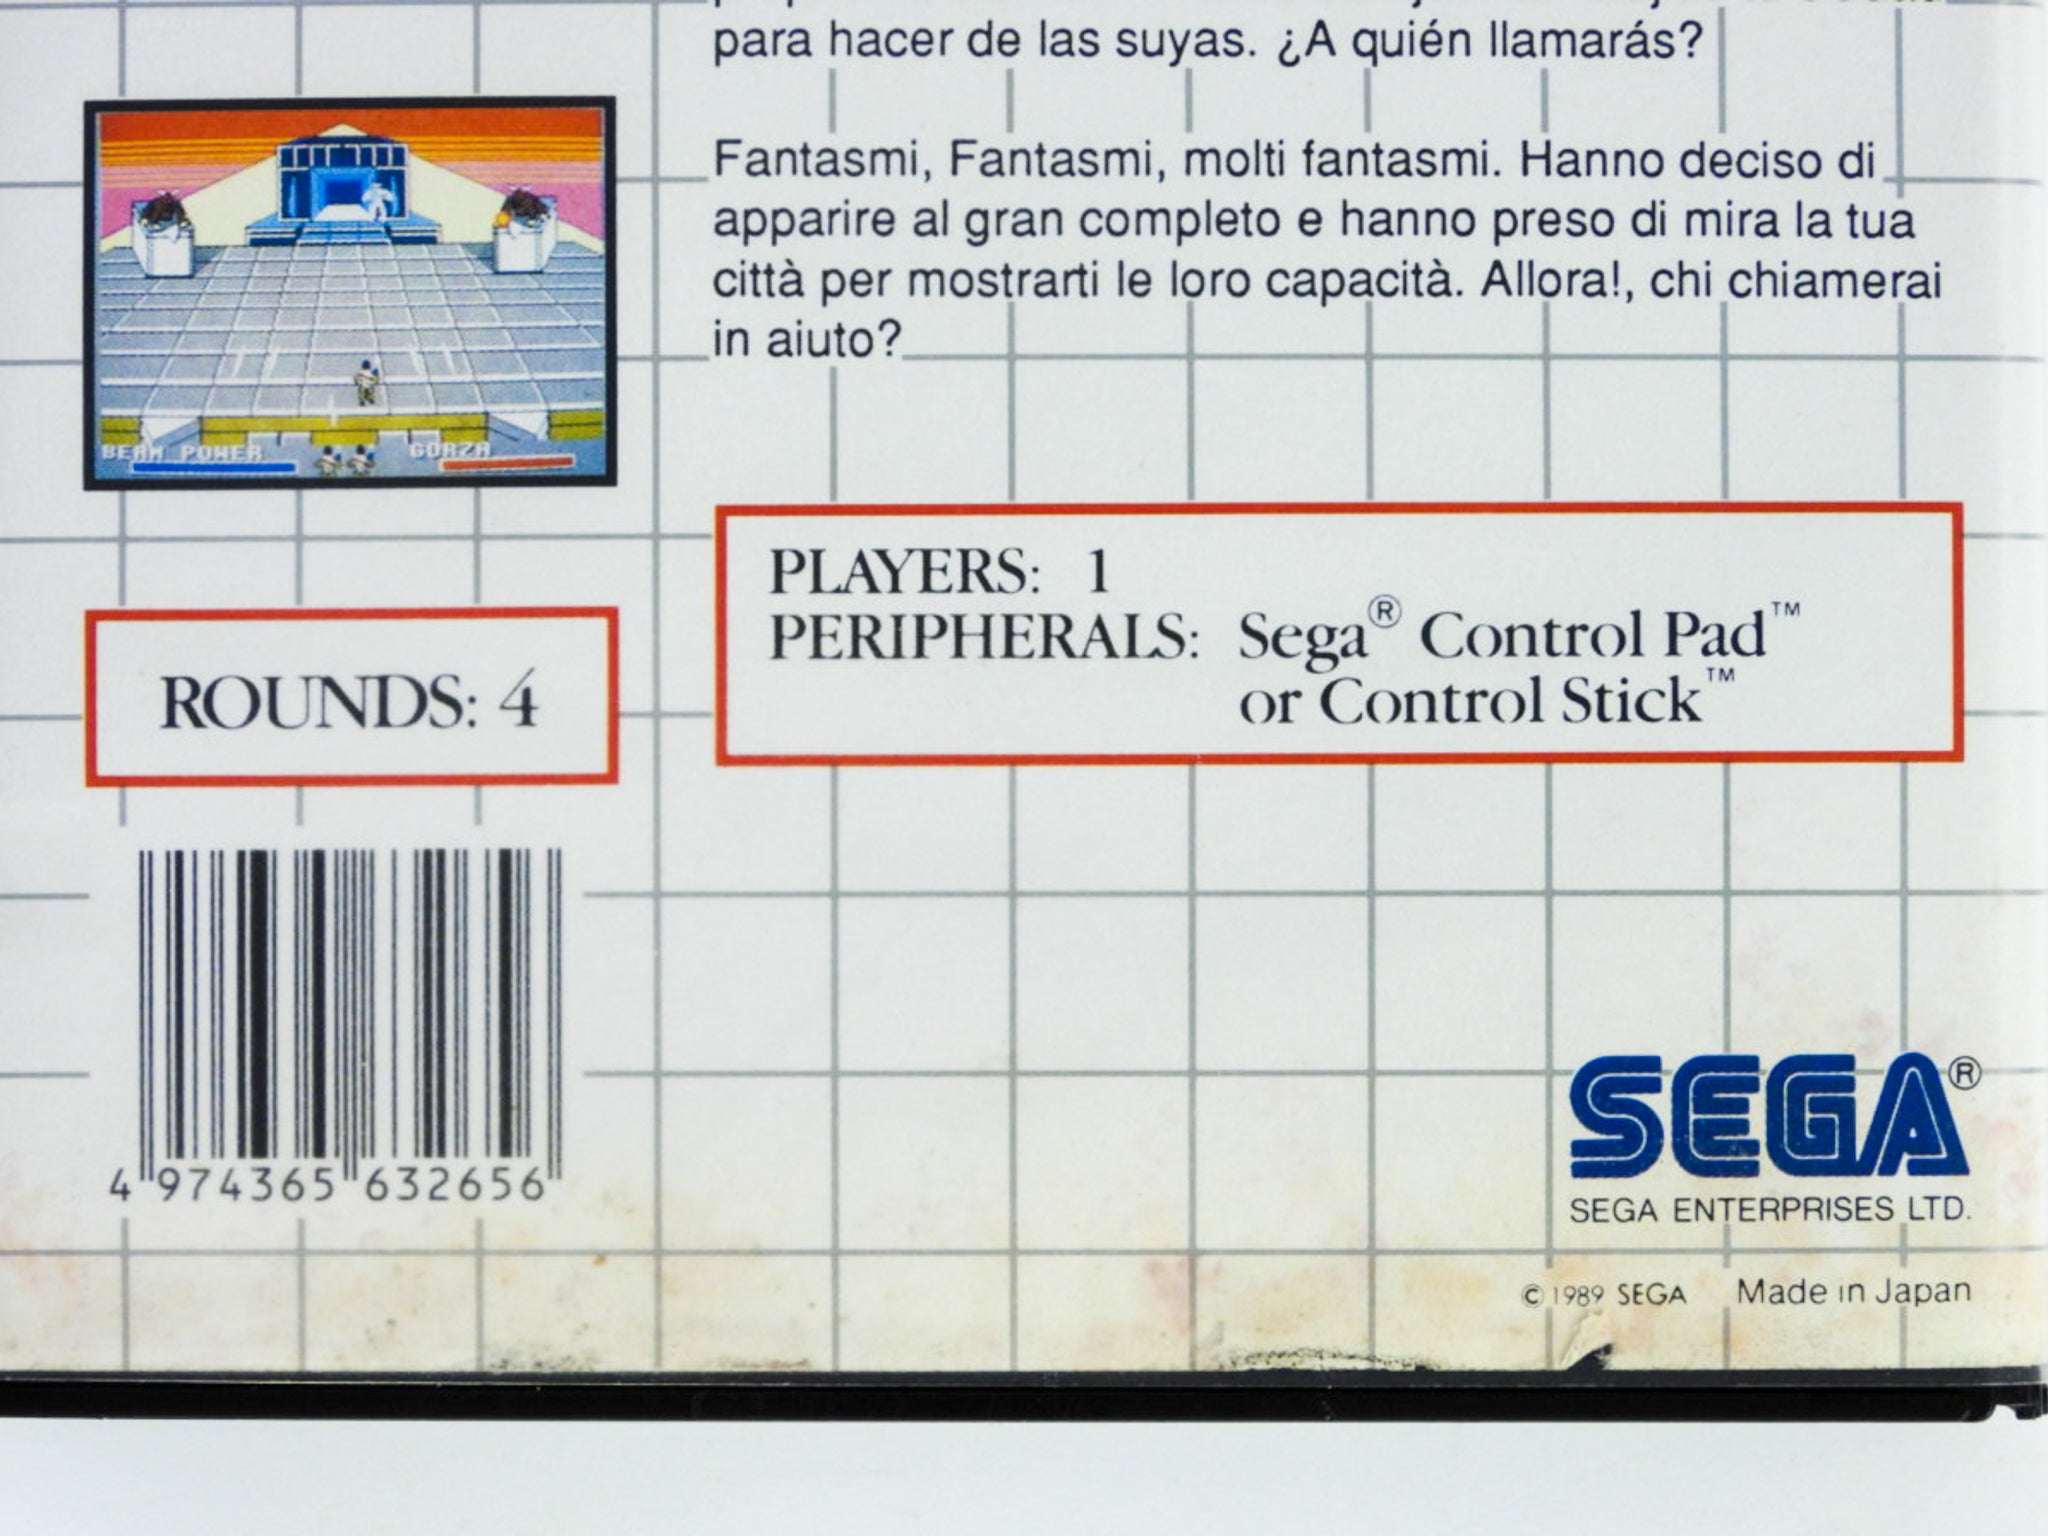 para hacer de las suyas. ¿A quién llamarás?
Fantasmi, Fantasmi, molti fantasmi. Hanno deciso di
apparire al gran completo e hanno preso di mira la tua
città per mostrarti le loro capacità. Allora!, chi chiamerai
in aiuto?
BEAM POWER GORZA
PLAYERS: 1
PERIPHERALS: Sega® Control Pad™
or Control Stick™
ROUNDS: 4
4 974365 632656
SEGA®
SEGA ENTERPRISES LTD.
© 1989 SEGA Made in Japan